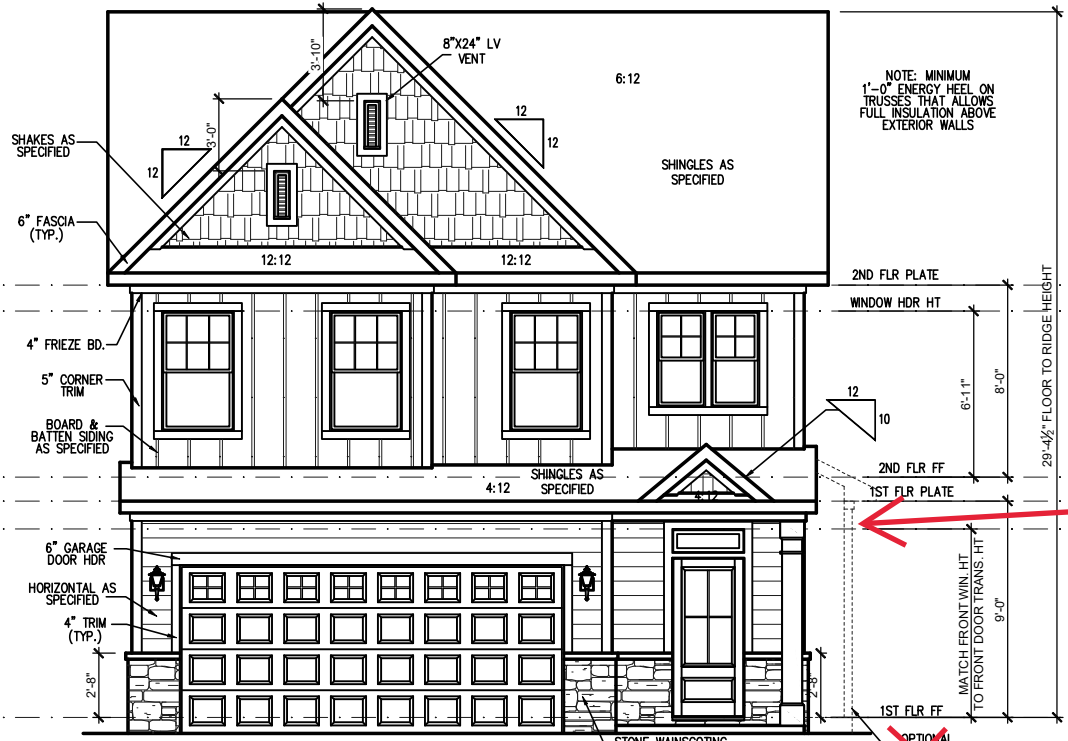 3'-10"
8"X24" LV
VENT
6:12
NOTE: MINIMUM
1'-0" ENERGY HEEL ON
TRUSSES THAT ALLOWS
FULL INSULATION ABOVE
EXTERIOR WALLS
3'-0"
12
12
SHAKES AS
SPECIFIED
12
12
SHINGLES AS
SPECIFIED
6" FASCIA
(TYP.)
12:12
12:12
2ND FLR PLATE
WINDOW HDR HT
4" FRIEZE BD.
5" CORNER
TRIM
BOARD &
BATTEN SIDING
AS SPECIFIED
12
10
6'-11"
8'-0"
29'-4½" FLOOR TO RIDGE HEIGHT
SHINGLES AS
SPECIFIED
4:12
4:12
2ND FLR FF
1ST FLR PLATE
6" GARAGE
DOOR HDR
HORIZONTAL AS
SPECIFIED
4" TRIM
(TYP.)
2'-8"
2'-8"
MATCH FRONT WIN. HT
TO FRONT DOOR TRANS. HT
9'-0"
1ST FLR FF
STONE WAINSCOTING
OPTIONAL